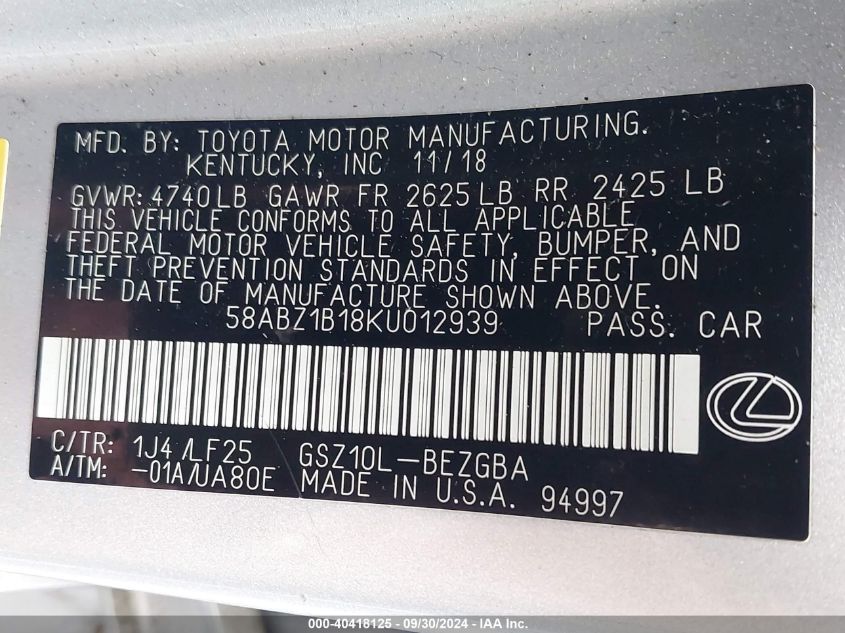 MFD. BY: TOYOTA MOTOR MANUFACTURING.
KENTUCKY, INC 11/18
GVWR: 4740LB GAWR FR 2625LB RR 2425 LB
THIS VEHICLE CONFORMS TO ALL APPLICABLE
FEDERAL MOTOR VEHICLE SAFETY, BUMPER, AND
THEFT PREVENTION STANDARDS IN EFFECT ON
THE DATE OF MANUFACTURE SHOWN ABOVE.
58ABZ1B18KU012939 PASS. CAR
C/TR: 1J4 /LF25 GSZ10L-BEZGBA
A/TM: -01A/UA80E MADE IN U.S.A. 94997
000-40418125 - 09/30/2024 - IAA Inc.